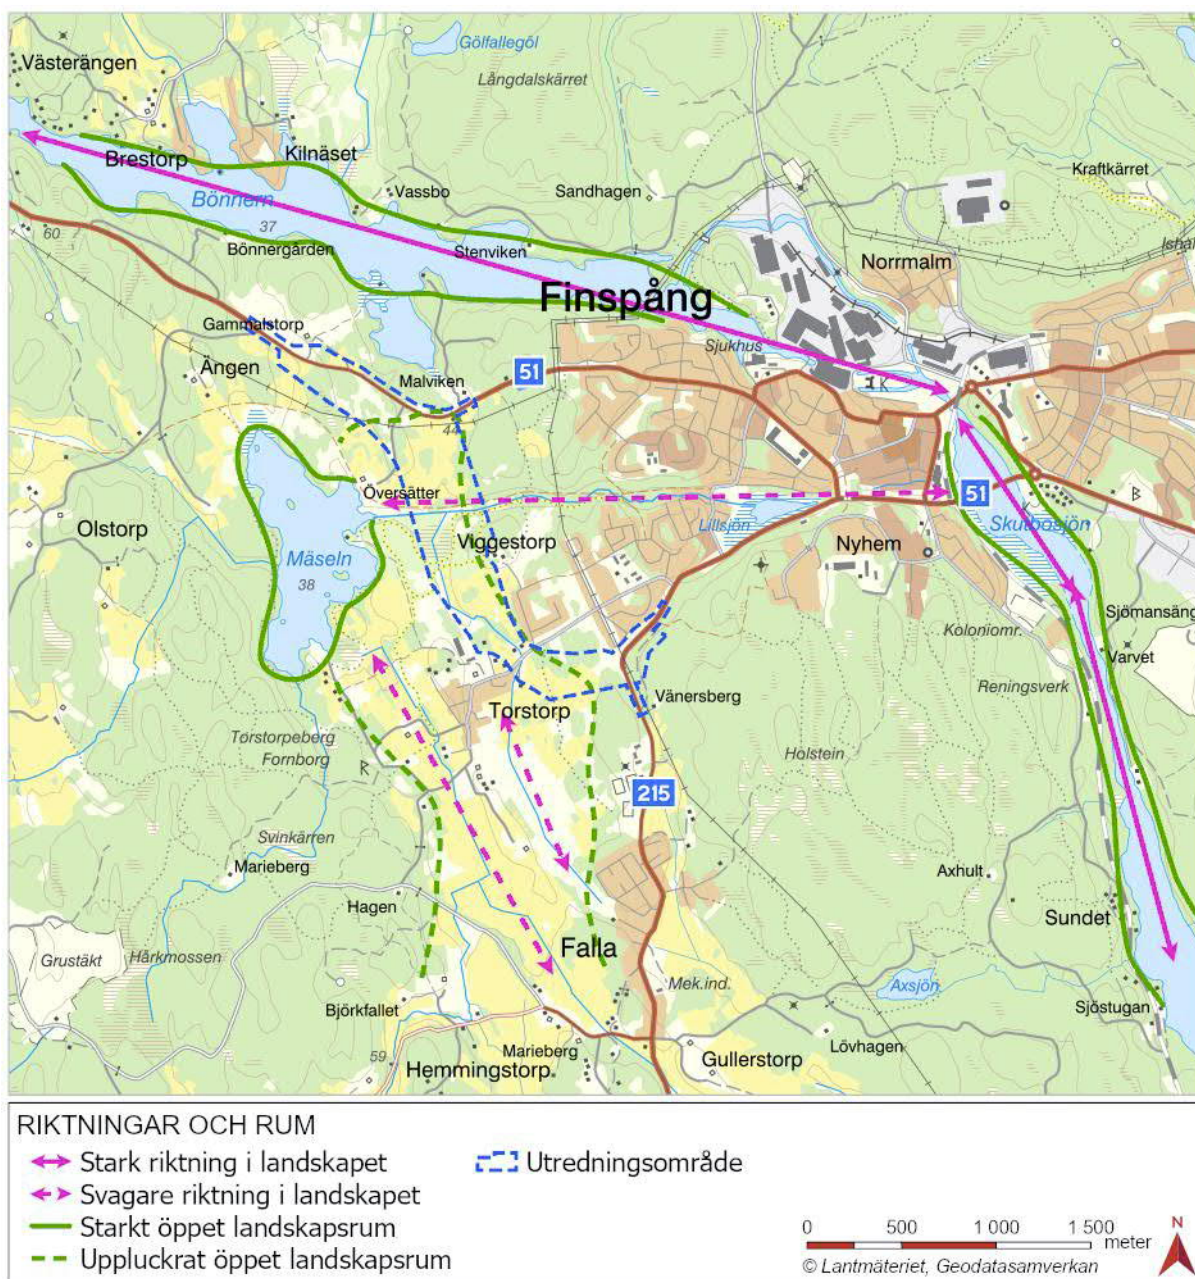 Gölfallegöl
Västerängen
Långdalskärret
Brestorp
Kilnäset
Kraftkärret
Vassbo
Sandhagen
Bönnern
60
37
Bönnergården
Stenviken
Norrmalm
Finspång
Gammalstorp
Sjukhus
Ängen
51
Malviken
44
Översätter
51
Olstorp
Lillsjön
Skutbosjön
Viggestorp
Nyhem
Mäseln
38
Sjömansäng
Koloniomr.
Varvet
Reningsverk
Vänersberg
Torstorp
Torstorpeberg
Fornborg
Holstein
215
Svinkärren
Marieberg
Axhult
Hagen
Sundet
Falla
Grustäkt
Hårkmossen
Mek.ind.
Axsjön
Björkfallet
Sjöstugan
Marieberg
Lövhagen
59
Hemmingstorp
Gullerstorp
RIKTNINGAR OCH RUM
Stark riktning i landskapet
Utredningsområde
Svagare riktning i landskapet
Starkt öppet landskapsrum
Uppluckrat öppet landskapsrum
0 500 1 000 1 500
meter
N
© Lantmäteriet, Geodatasamverkan